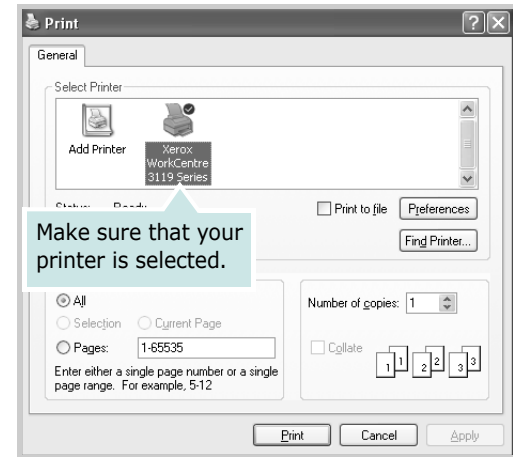 Print
General
Select Printer
Add Printer
Xerox
WorkCentre
3119 Series
Print to file
Preferences
Make sure that your
printer is selected.
Find Printer...
All
Selection
Current Page
Pages:
1-65535
Enter either a single page number or a single
page range. For example, 5-12
Number of copies:
1
Collate
1 1 2 2 3 3
Print
Cancel
Apply